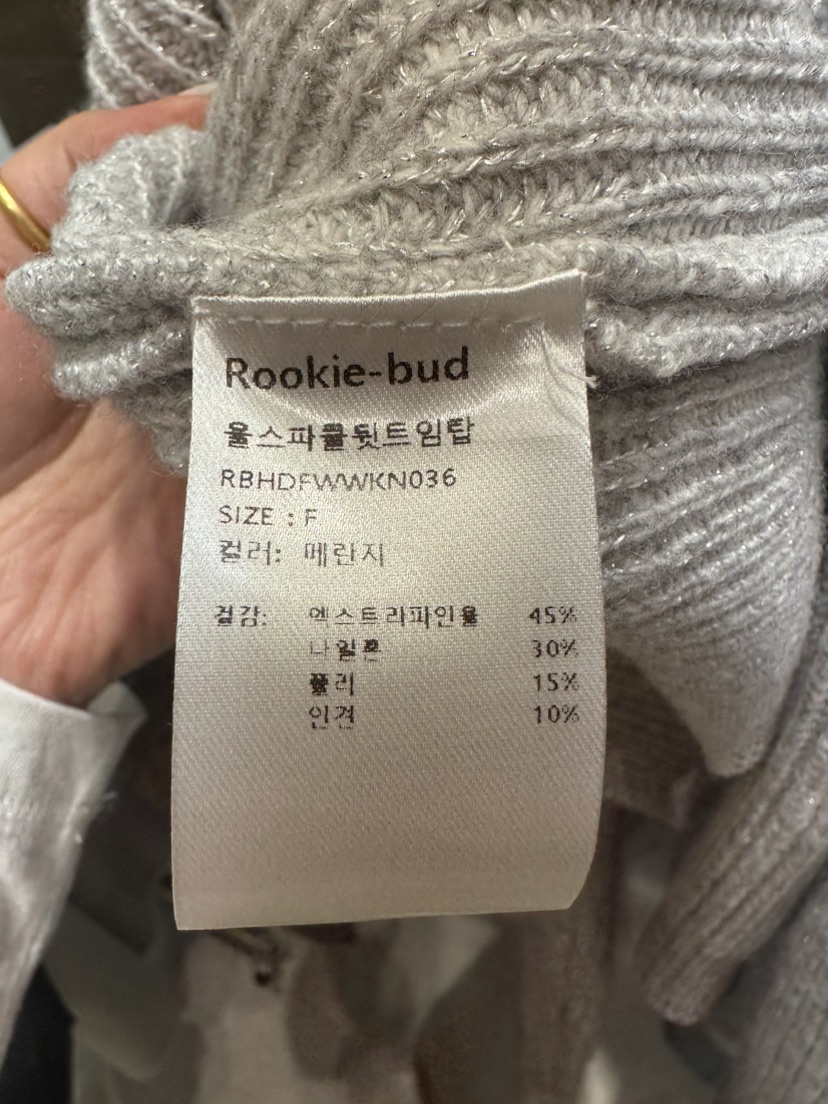 Rookie-bud
울스파클뒷트임탑
RBHDFWWKN036
SIZE : F
컬러: 메란지
겉감: 엑스트라파인울 45%
나일론 30%
폴리 15%
인견 10%